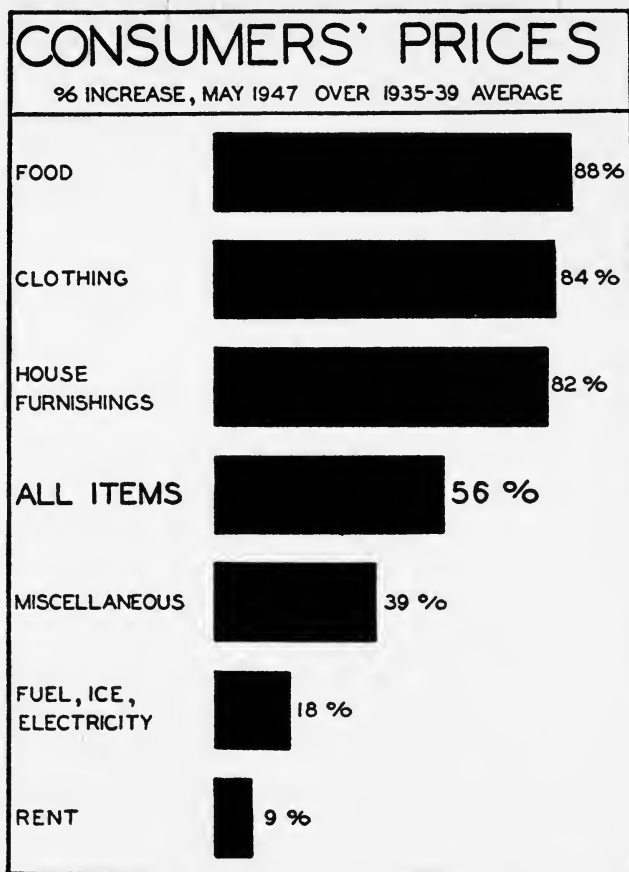 CONSUMERS' PRICES
% INCREASE, MAY 1947 OVER 1935-39 AVERAGE
FOOD 88%
CLOTHING 84%
HOUSE
FURNISHINGS 82%
ALL ITEMS 56 %
MISCELLANEOUS 39 %
FUEL, ICE,
ELECTRICITY 18 %
RENT 9 %